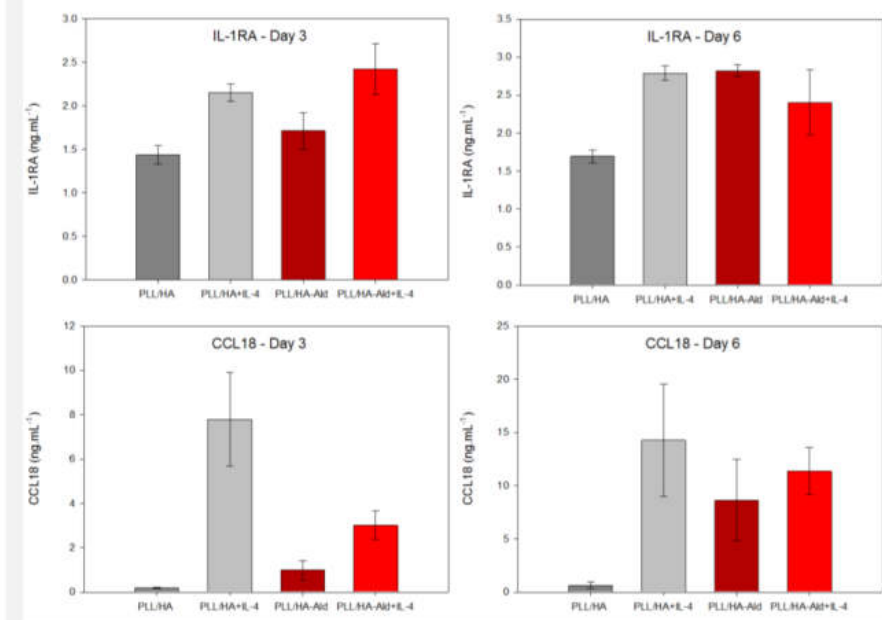 IL-1RA - Day 3
IL-1RA (ng.mL⁻¹)
3.0
2.5
2.0
1.5
1.0
0.5
0.0
PLL/HA PLL/HA+IL-4 PLL/HA-Ald PLL/HA-Ald+IL-4
IL-1RA - Day 6
IL-1RA (ng.mL⁻¹)
3.5
3.0
2.5
2.0
1.5
1.0
0.5
0.0
PLL/HA PLL/HA+IL-4 PLL/HA-Ald PLL/HA-Ald+IL-4
CCL18 - Day 3
CCL18 (ng.mL⁻¹)
12
10
8
6
4
2
0
PLL/HA PLL/HA+IL-4 PLL/HA-Ald PLL/HA-Ald+IL-4
CCL18 - Day 6
CCL18 (ng.mL⁻¹)
25
20
15
10
5
0
PLL/HA PLL/HA+IL-4 PLL/HA-Ald PLL/HA-Ald+IL-4